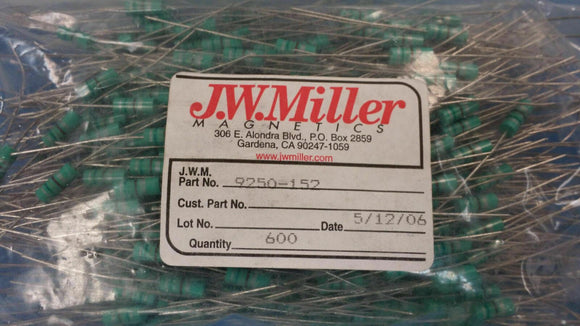 J.W.Miller
MAGNETICS
306 E. Alondra Blvd., P.O. Box 2859
Gardena, CA 90247-1059
www.jwmiller.com
J.W.M.
Part No. 9250-152
Cust. Part No.
Lot No. Date 5/12/06
Quantity 600